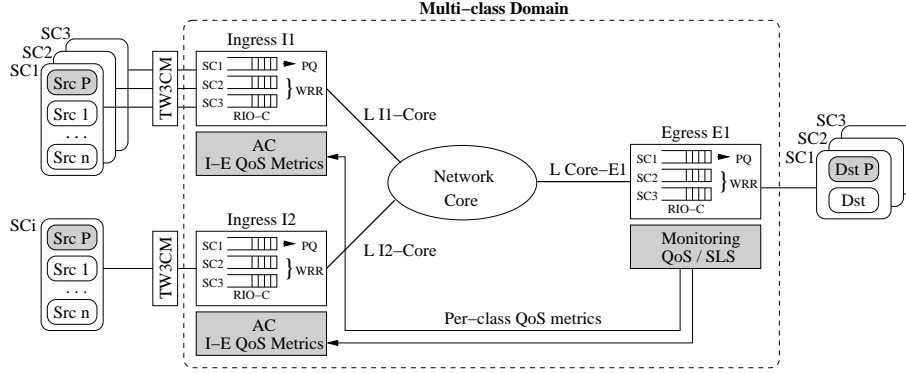 Multi−class Domain
SC3
SC2
SC1
Src P
Src 1
. . .
Src n
TW3CM
Ingress I1
SC1
SC2
SC3
PQ
WRR
RIO−C
AC
I−E QoS Metrics
L I1−Core
SCi
Src P
Src 1
. . .
Src n
TW3CM
Ingress I2
SC1
SC2
SC3
PQ
WRR
RIO−C
AC
I−E QoS Metrics
L I2−Core
Network
Core
L Core−E1
Egress E1
SC1
SC2
SC3
PQ
WRR
RIO−C
Monitoring
QoS / SLS
Per−class QoS metrics
SC3
SC2
SC1
Dst P
Dst